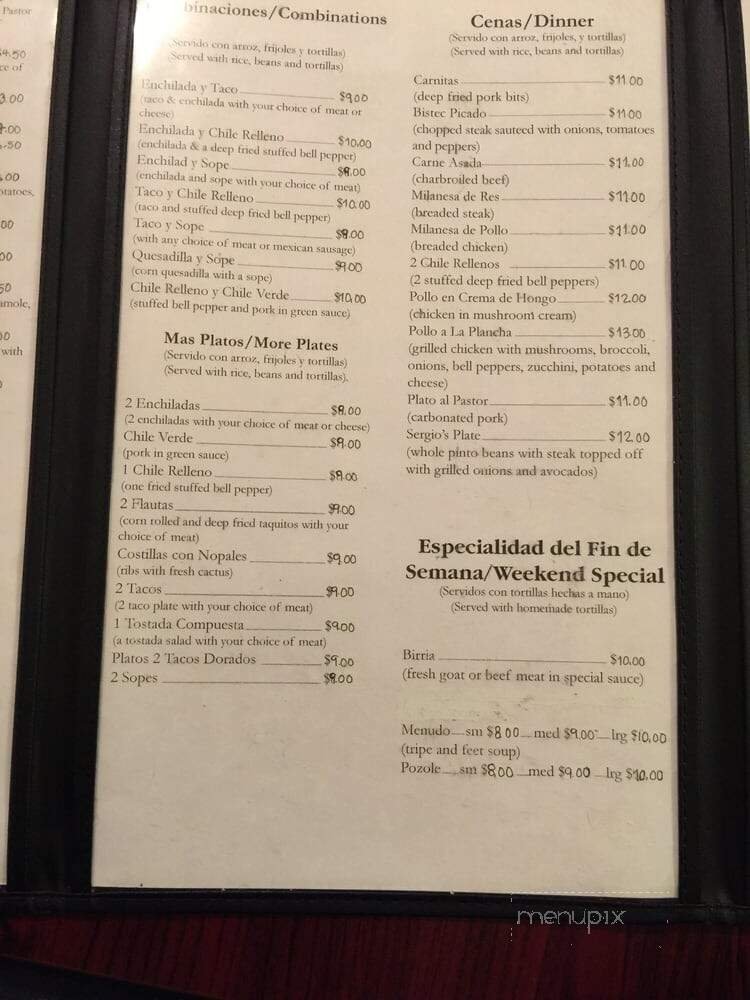 Pastor
4.50
ce of
3.00
.50
.00
otatoes,
00
00
50
amole,
00
with
binaciones/Combinations
(Servido con arroz, frijoles y tortillas)
(Served with rice, beans and tortillas)
Enchilada y Taco $9.00
(taco & enchilada with your choice of meat or
cheese)
Enchilada y Chile Relleno $10.00
(enchilada & a deep fried stuffed bell pepper)
Enchilad y Sope $8.00
(enchilada and sope with your choice of meat)
Taco y Chile Relleno $10.00
(taco and stuffed deep fried bell pepper)
Taco y Sope $8.00
(with any choice of meat or mexican sausage)
Quesadilla y Sope $9.00
(corn quesadilla with a sope)
Chile Relleno y Chile Verde $10.00
(stuffed bell pepper and pork in green sauce)
Mas Platos/More Plates
(Servido con arroz, frijoles y tortillas)
(Served with rice, beans and tortillas).
2 Enchiladas $8.00
(2 enchiladas with your choice of meat or cheese)
Chile Verde $9.00
(pork in green sauce)
1 Chile Relleno $8.00
(one fried stuffed bell pepper)
2 Flautas $9.00
(corn rolled and deep fried taquitos with your
choice of meat)
Costillas con Nopales $9.00
(ribs with fresh cactus)
2 Tacos $9.00
(2 taco plate with your choice of meat)
1 Tostada Compuesta $9.00
(a tostada salad with your choice of meat)
Platos 2 Tacos Dorados $9.00
2 Sopes $8.00
Cenas/Dinner
(Servido con arroz, frijoles, y tortillas)
(Served with rice, beans and tortillas)
Carnitas $11.00
(deep fried pork bits)
Bistec Picado $11.00
(chopped steak sauteed with onions, tomatoes
and peppers)
Carne Asada $11.00
(charbroiled beef)
Milanesa de Res $11.00
(breaded steak)
Milanesa de Pollo $11.00
(breaded chicken)
2 Chile Rellenos $11.00
(2 stuffed deep fried bell peppers)
Pollo en Crema de Hongo $12.00
(chicken in mushroom cream)
Pollo a La Plancha $13.00
(grilled chicken with mushrooms, broccoli,
onions, bell peppers, zucchini, potatoes and
cheese)
Plato al Pastor $11.00
(carbonated pork)
Sergio's Plate $12.00
(whole pinto beans with steak topped off
with grilled onions and avocados)
Especialidad del Fin de
Semana/Weekend Special
(Servidos con tortillas hechas a mano)
(Served with homemade tortillas)
Birria $10.00
(fresh goat or beef meat in special sauce)
Menudo sm $8.00 med $9.00 lrg $10.00
(tripe and feet soup)
Pozole sm $8.00 med $9.00 lrg $10.00
menupix